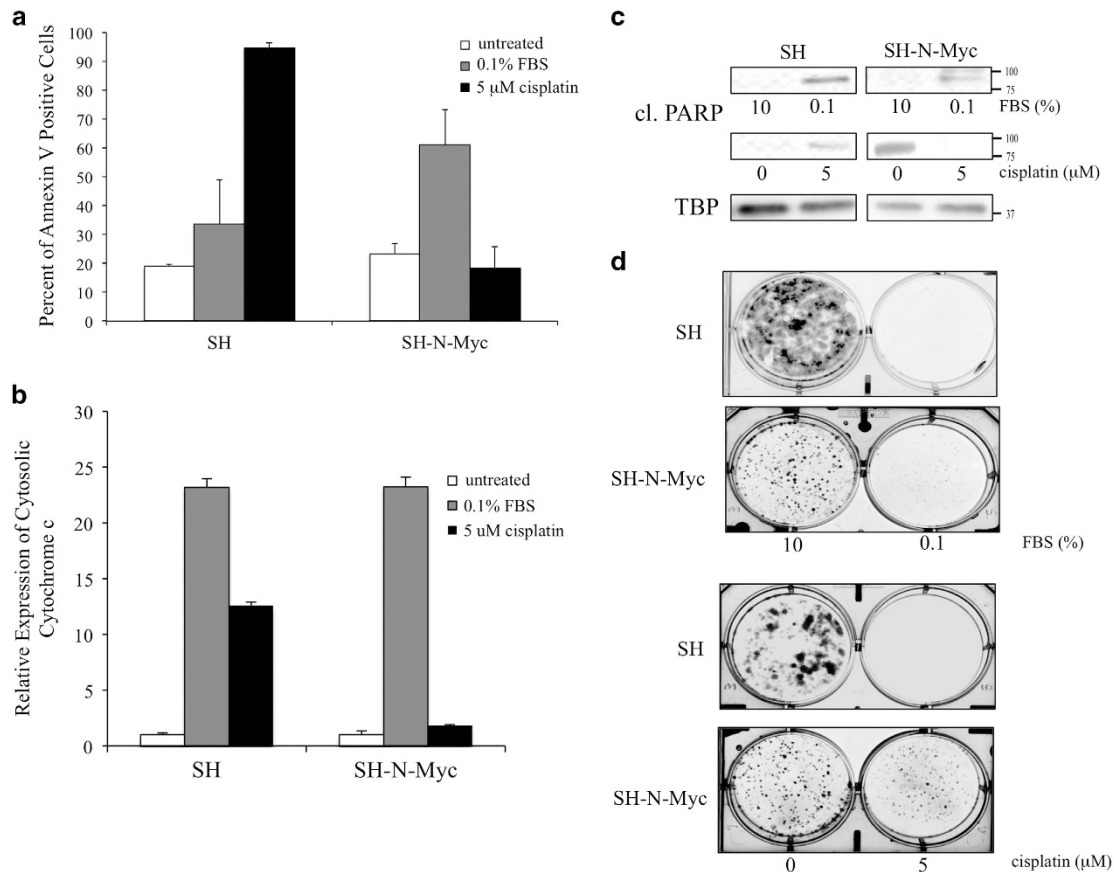 a
Percent of Annexin V Positive Cells
100
90
80
70
60
50
40
30
20
10
0
untreated
0.1% FBS
5 μM cisplatin
SH
SH-N-Myc
b
Relative Expression of Cytosolic
Cytochrome c
30
25
20
15
10
5
0
untreated
0.1% FBS
5 uM cisplatin
SH
SH-N-Myc
c
SH
SH-N-Myc
cl. PARP
100
75
10
0.1
10
0.1
FBS (%)
100
75
0
5
0
5
cisplatin (μM)
TBP
37
d
SH
SH-N-Myc
10
0.1
FBS (%)
SH
SH-N-Myc
0
5
cisplatin (μM)